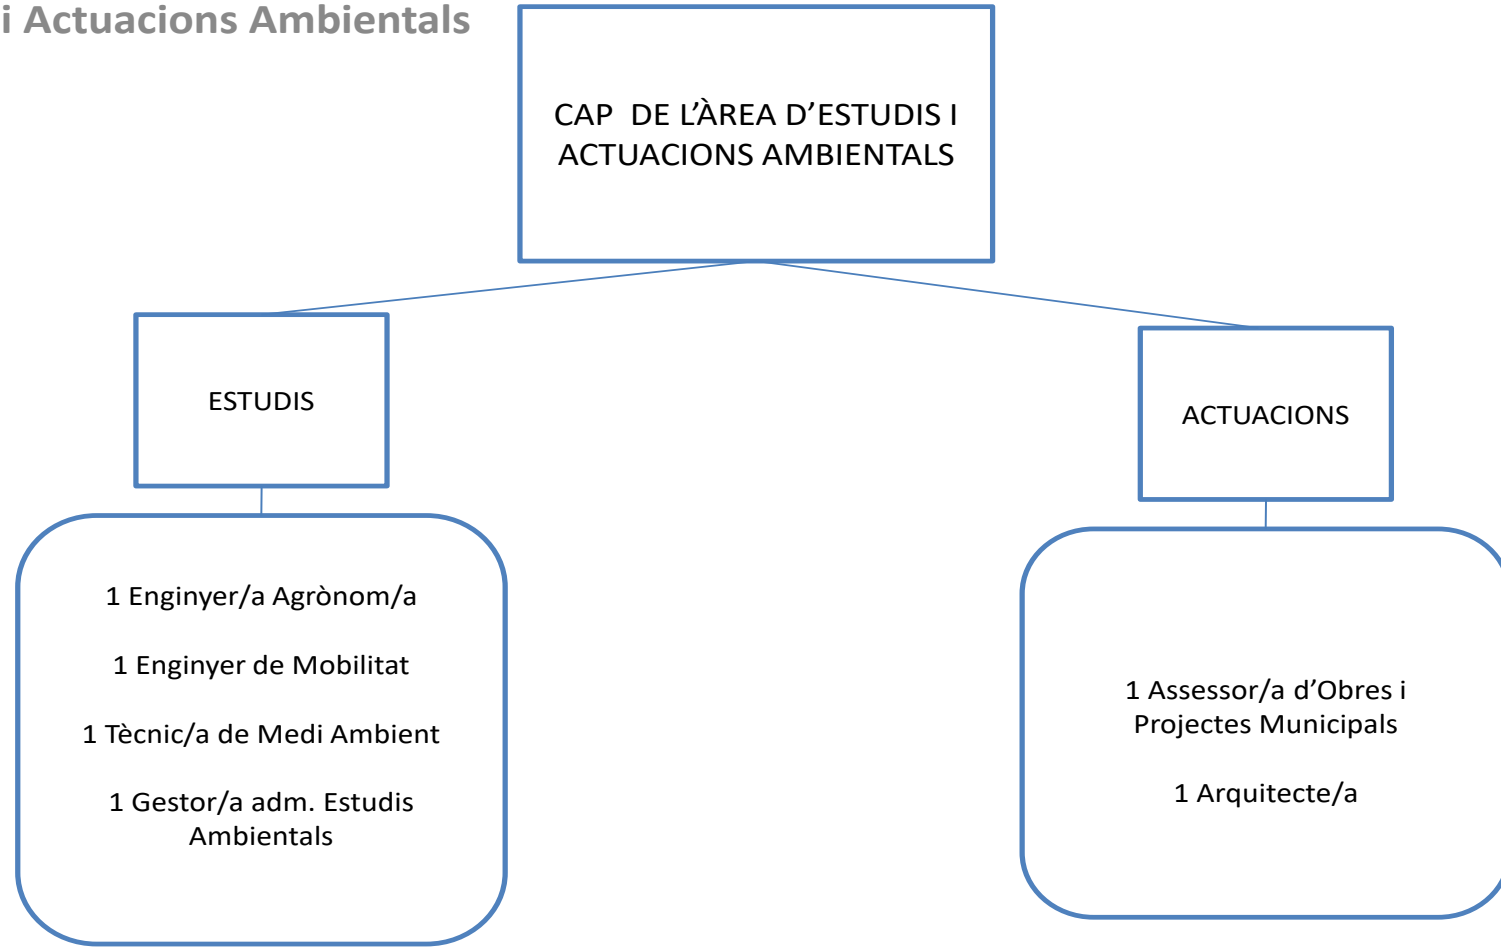 i Actuacions Ambientals
CAP DE L’ÀREA D’ESTUDIS I
ACTUACIONS AMBIENTALS
ESTUDIS
ACTUACIONS
1 Enginyer/a Agrònom/a
1 Enginyer de Mobilitat
1 Tècnic/a de Medi Ambient
1 Gestor/a adm. Estudis
Ambientals
1 Assessor/a d’Obres i
Projectes Municipals
1 Arquitecte/a